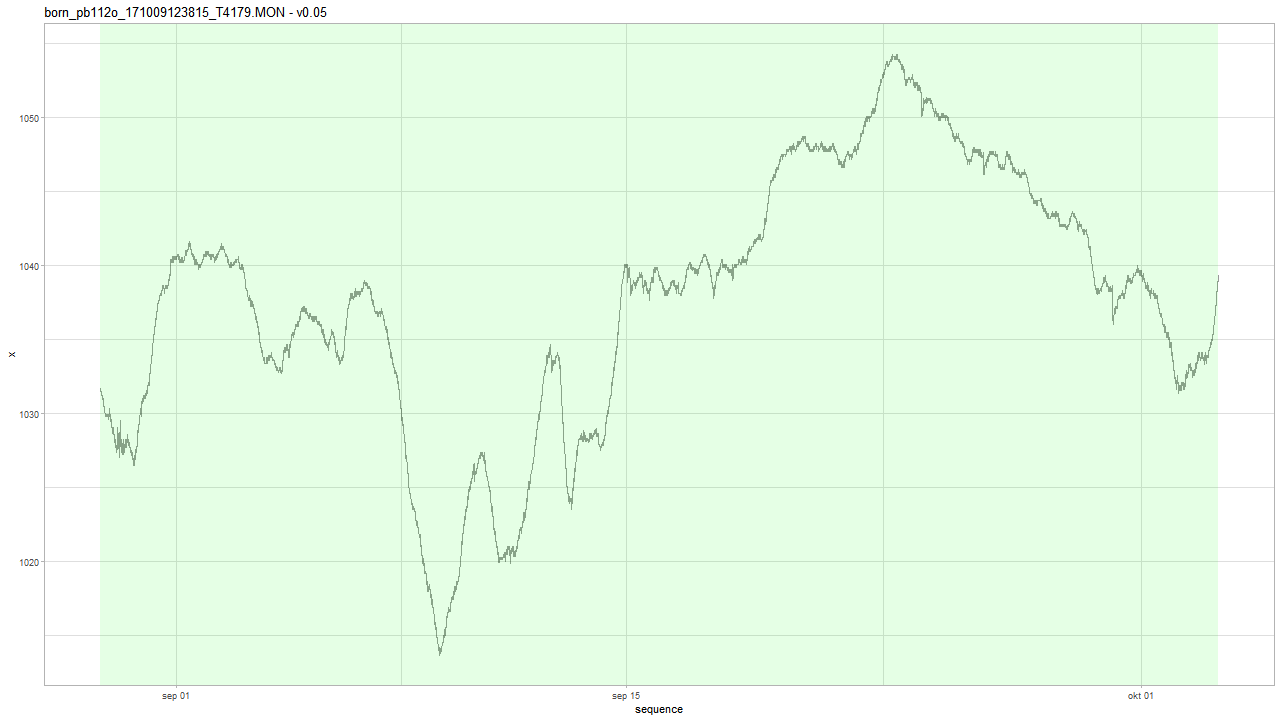 born_pb112o_171009123815_T4179.MON - v0.05
1050
1040
1030
1020
x
sep 01
sep 15
okt 01
sequence